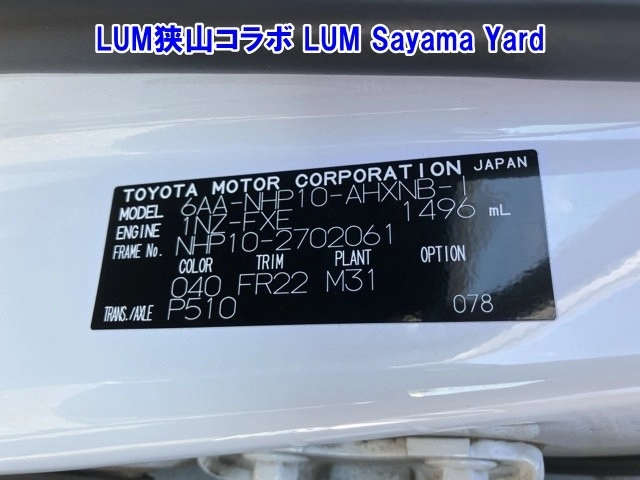 LUM狭山コラボ LUM Sayama Yard
TOYOTA MOTOR CORPORATION JAPAN
MODEL 6AA-NHP10-AHXNB-1
ENGINE 1NZ-FXE 1496 mL
FRAME No. NHP10-2702061
COLOR TRIM PLANT OPTION
040 FR22 M31
TRANS./AXLE P510 078